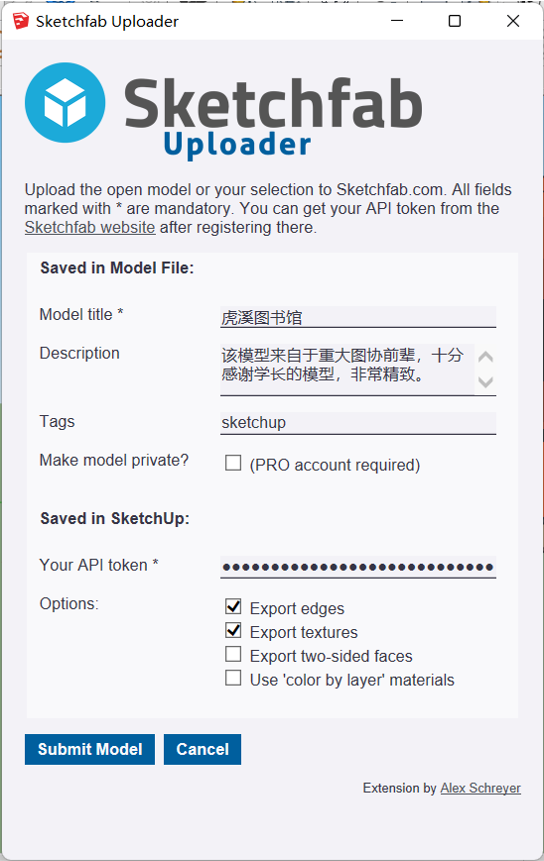 Sketchfab Uploader
Sketchfab
Uploader
Upload the open model or your selection to Sketchfab.com. All fields
marked with * are mandatory. You can get your API token from the
Sketchfab website after registering there.
Saved in Model File:
Model title *
虎溪图书馆
Description
该模型来自于重大图协前辈，十分
感谢学长的模型，非常精致。
Tags
sketchup
Make model private?
(PRO account required)
Saved in SketchUp:
Your API token *
Options:
Export edges
Export textures
Export two-sided faces
Use 'color by layer' materials
Submit Model
Cancel
Extension by Alex Schreyer